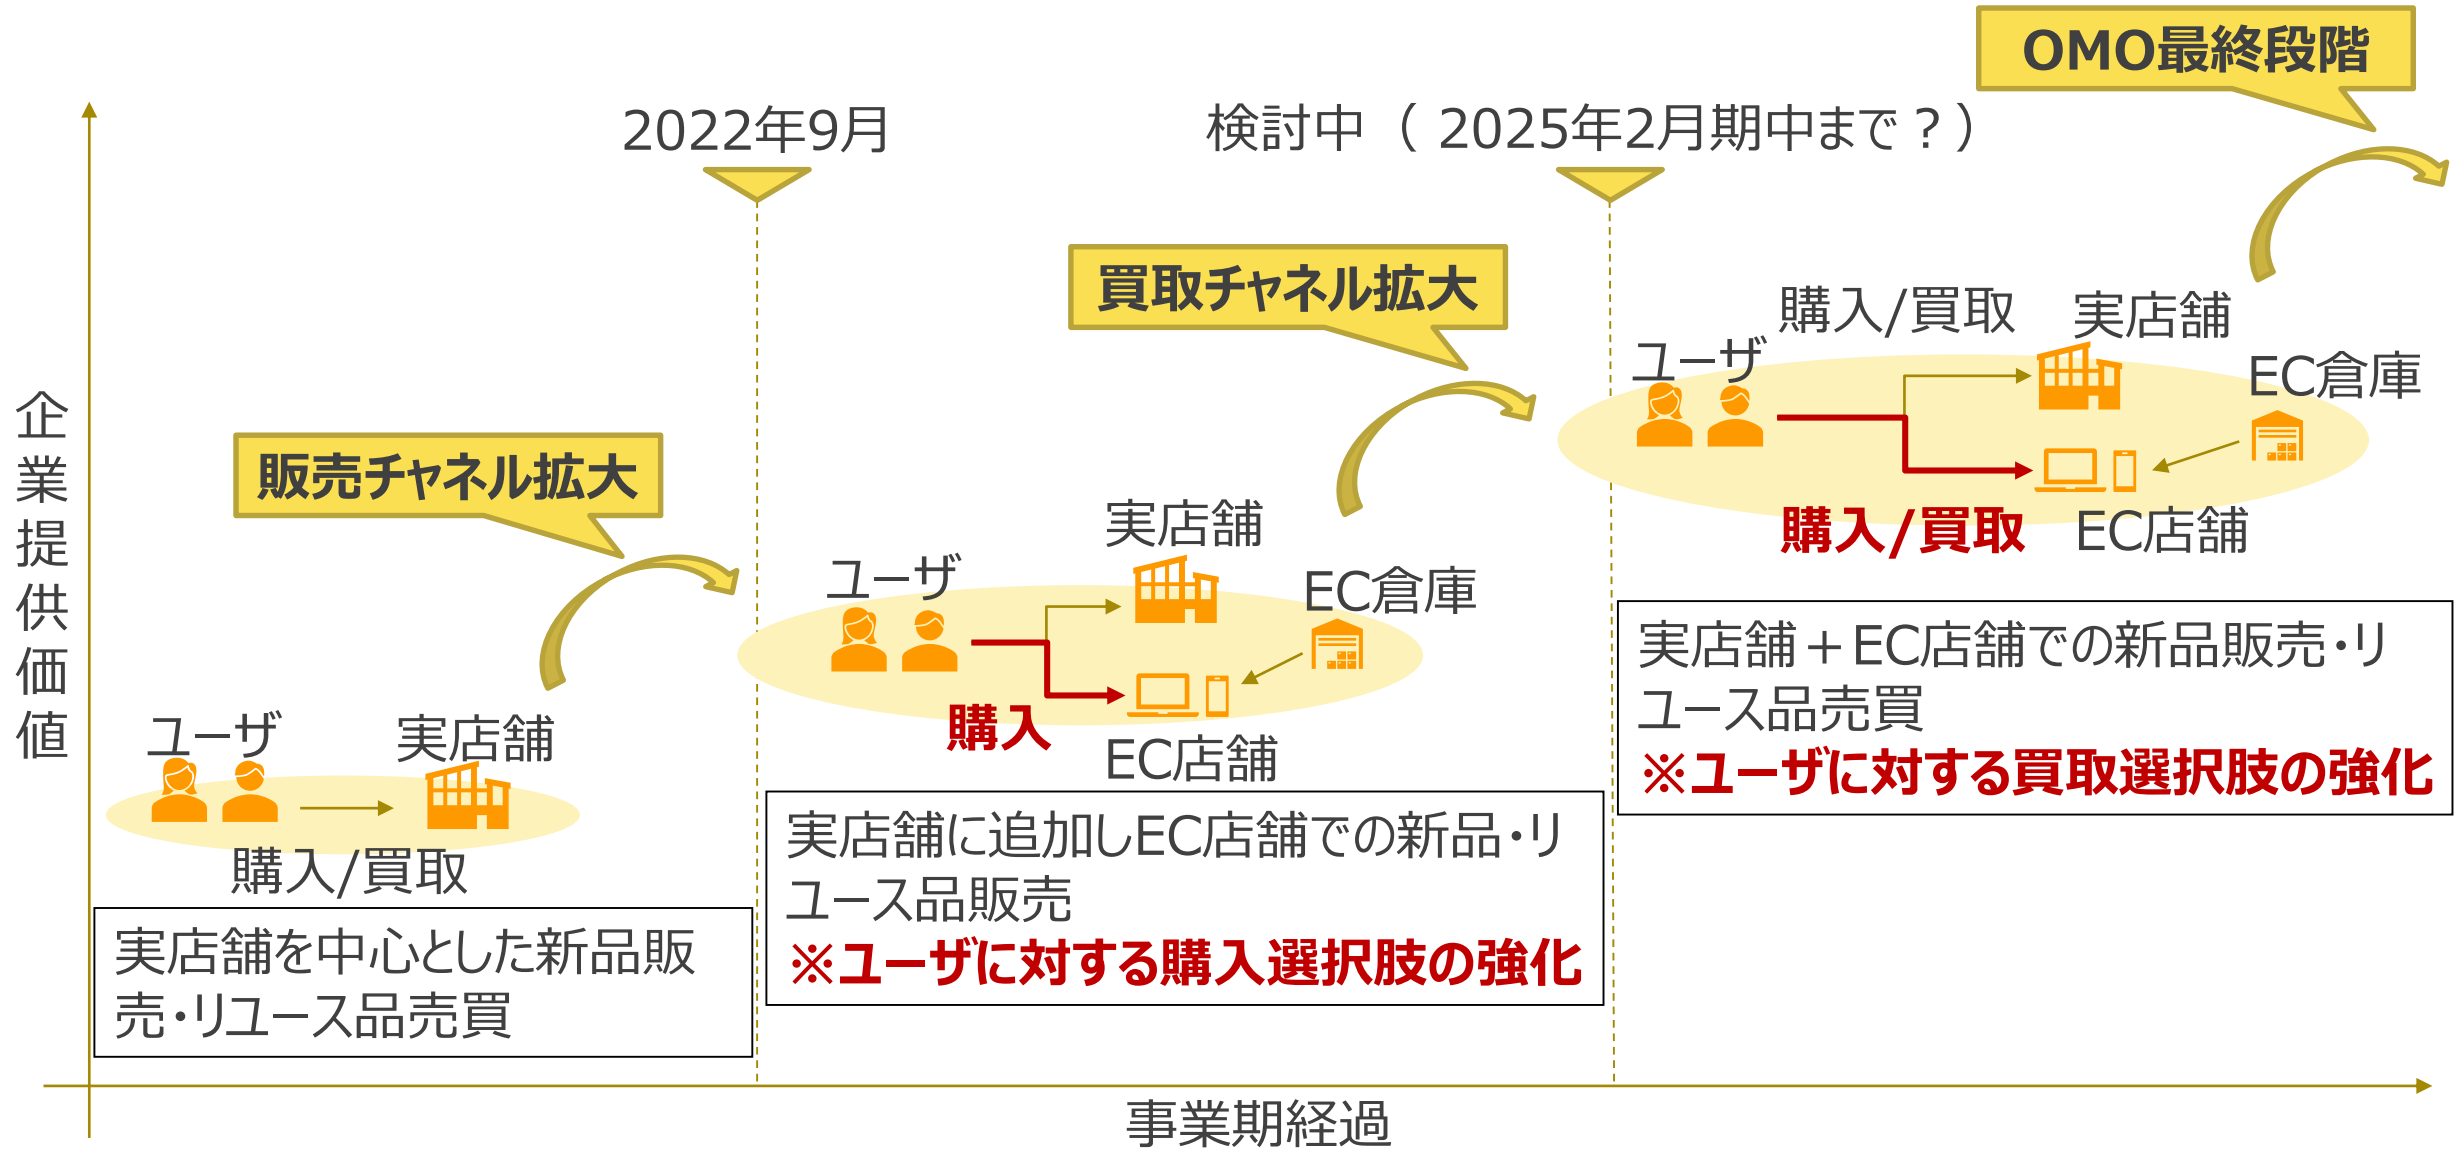 OMO最終段階
2022年9月
検討中（ 2025年2月期中まで？）
買取チャネル拡大
販売チャネル拡大
企業提供価値
ユーザ
実店舗
購入/買取
実店舗を中心とした新品販
売・リユース品売買
ユーザ
実店舗
EC倉庫
購入
EC店舗
実店舗に追加しEC店舗での新品・リ
ユース品販売
※ユーザに対する購入選択肢の強化
購入/買取
実店舗
ユーザ
EC倉庫
購入/買取
EC店舗
実店舗＋EC店舗での新品販売・リ
ユース品売買
※ユーザに対する買取選択肢の強化
事業期経過